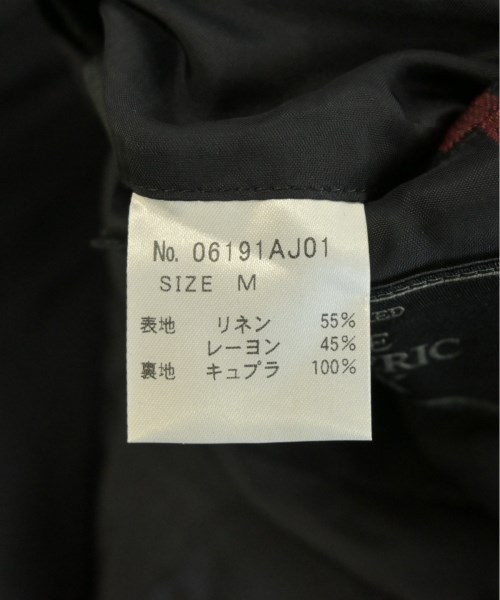 No. 06191AJ01
SIZE M
表地 リネン 55%
レーヨン 45%
裏地 キュプラ 100%